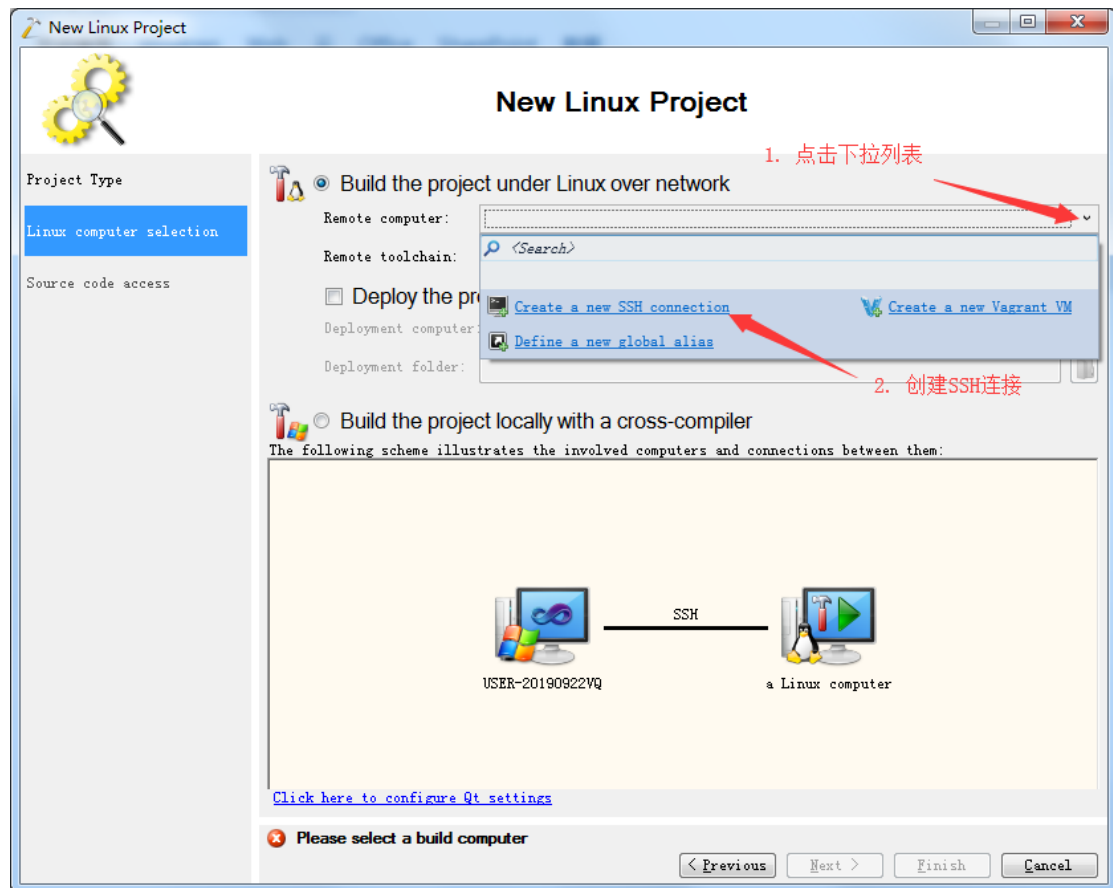 New Linux Project
New Linux Project
1. 点击下拉列表
Project Type
Linux computer selection
Source code access
Build the project under Linux over network
Remote computer:
<Search>
Remote toolchain:
Create a new SSH connection
Create a new Vagrant VM
Define a new global alias
Deploy the pr
Deployment computer:
Deployment folder:
2. 创建SSH连接
Build the project locally with a cross-compiler
The following scheme illustrates the involved computers and connections between them:
SSH
USER-20190922VQ
a Linux computer
Click here to configure Qt settings
Please select a build computer
< Previous
Next >
Finish
Cancel